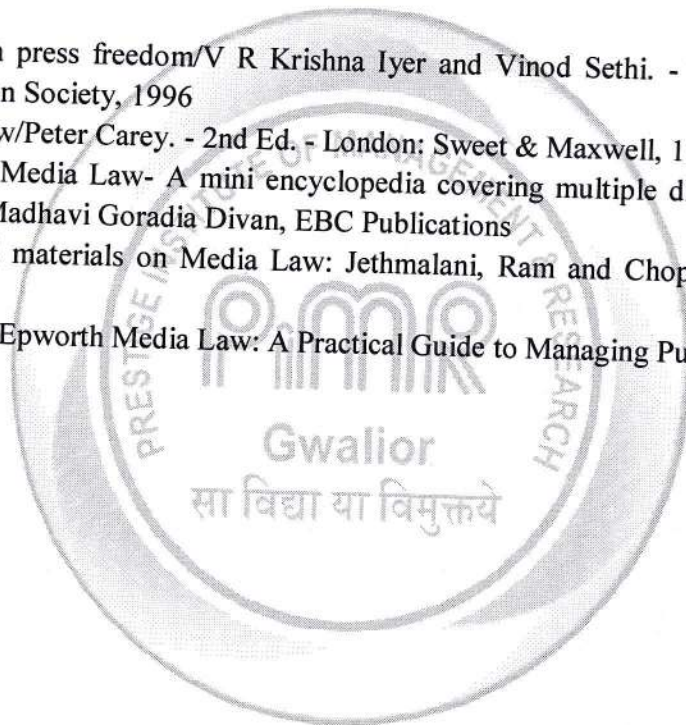 press freedom/V R Krishna Iyer and Vinod Sethi. -
Society, 1996
/Peter Carey. - 2nd Ed. - London: Sweet & Maxwell, 1
Media Law- A mini encyclopedia covering multiple d
Madhavi Goradia Divan, EBC Publications
materials on Media Law: Jethmalani, Ram and Chop
Epworth Media Law: A Practical Guide to Managing Pu
PRESTIGE INSTITUTE OF MANAGEMENT & RESEARCH
PIMR
Gwalior
सा विद्या या विमुक्तये